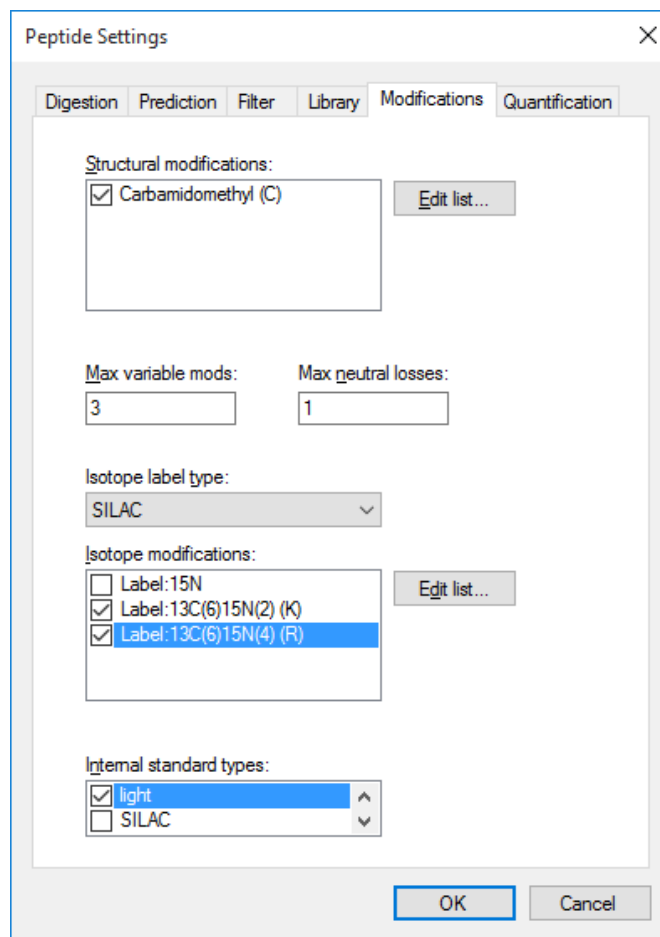 Peptide Settings
Digestion Prediction Filter Library Modifications Quantification
Structural modifications:
Carbamidomethyl (C)
Edit list...
Max variable mods: Max neutral losses:
3 1
Isotope label type:
SILAC
Isotope modifications:
Label:15N
Label:13C(6)15N(2) (K)
Edit list...
Label:13C(6)15N(4) (R)
Internal standard types:
light
SILAC
OK Cancel